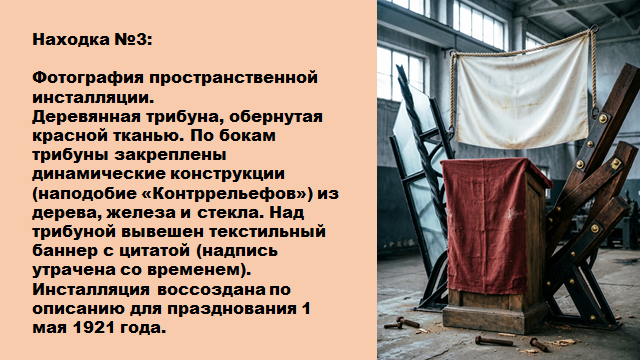 Находка №3:
Фотография пространственной
инсталляции.
Деревянная трибуна, обернутая
красной тканью. По бокам
трибуны закреплены
динамические конструкции
(наподобие «Контррельефов») из
дерева, железа и стекла. Над
трибуной вывешен текстильный
баннер с цитатой (надпись
утрачена со временем).
Инсталляция воссоздана по
описанию для празднования 1
мая 1921 года.